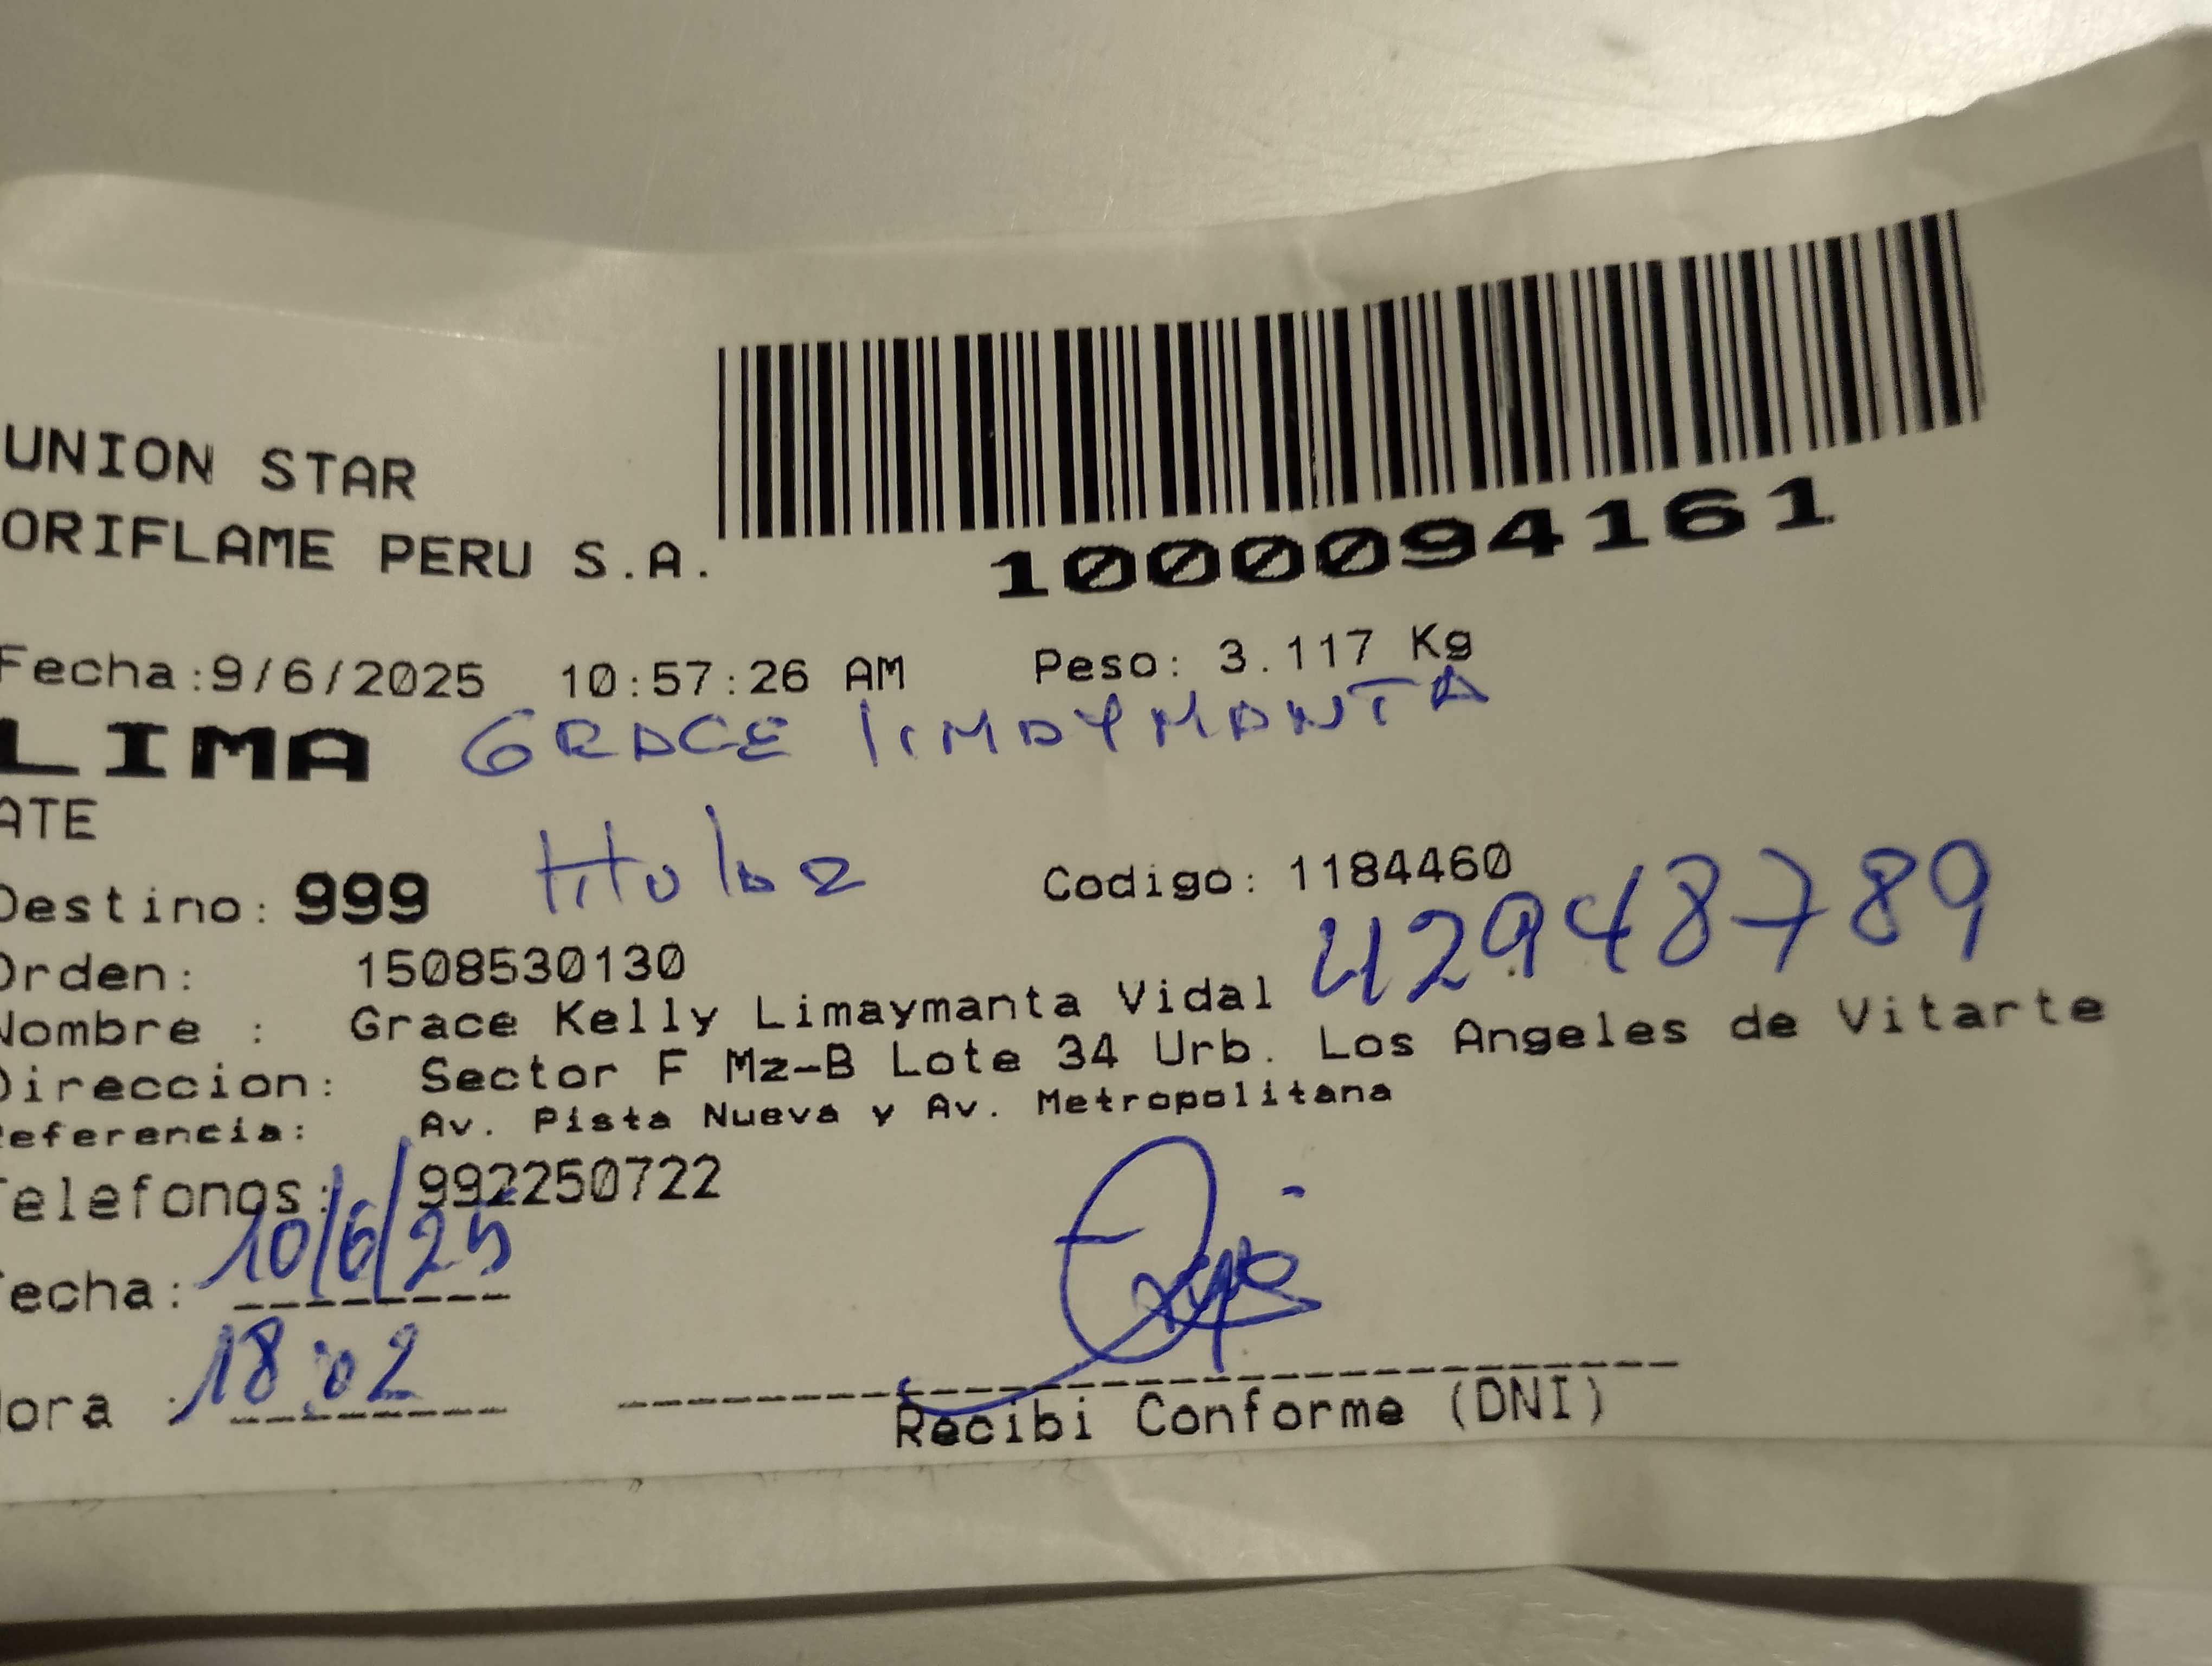 UNION STAR
ORIFLAME PERU S.A.
1000094161
Fecha:9/6/2025 10:57:26 AM Peso: 3.117 Kg
LIMA GRACE LIMAYMANTA
ATE
Titular
Destino: 999 Codigo: 1184460
42948789
Orden: 1508530130
Nombre : Grace Kelly Limaymanta Vidal
Direccion: Sector F Mz-B Lote 34 Urb. Los Angeles de Vitarte
Referencia: Av. Pista Nueva y Av. Metropolitana
Telefonos: 992250722
Fecha: 10/6/25
Hora : 18:02
Recibi Conforme (DNI)